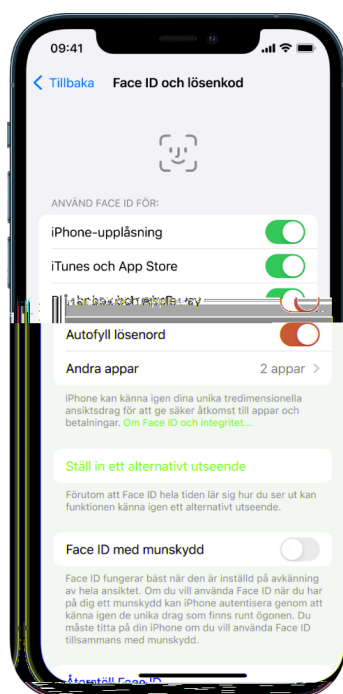 09:41
Tillbaka
Face ID och lösenkod
ANVÄND FACE ID FÖR:
iPhone-upplåsning
iTunes och App Store
Autofyll lösenord
Andra appar
2 appar
iPhone kan känna igen dina unika tredimensionella
ansiktsdrag för att ge säker åtkomst till appar och
betalningar. Om Face ID och integritet...
Ställ in ett alternativt utseende
Förutom att Face ID hela tiden lär sig hur du ser ut kan
funktionen känna igen ett alternativt utseende.
Face ID med munskydd
Face ID fungerar bäst när den är inställd på avkänning
av hela ansiktet. Om du vill använda Face ID när du har
på dig ett munskydd kan iPhone autentisera genom att
känna igen de unika drag som finns runt ögonen. Du
måste titta på din iPhone om du vill använda Face ID
tillsammans med munskydd.
Återställ Face ID